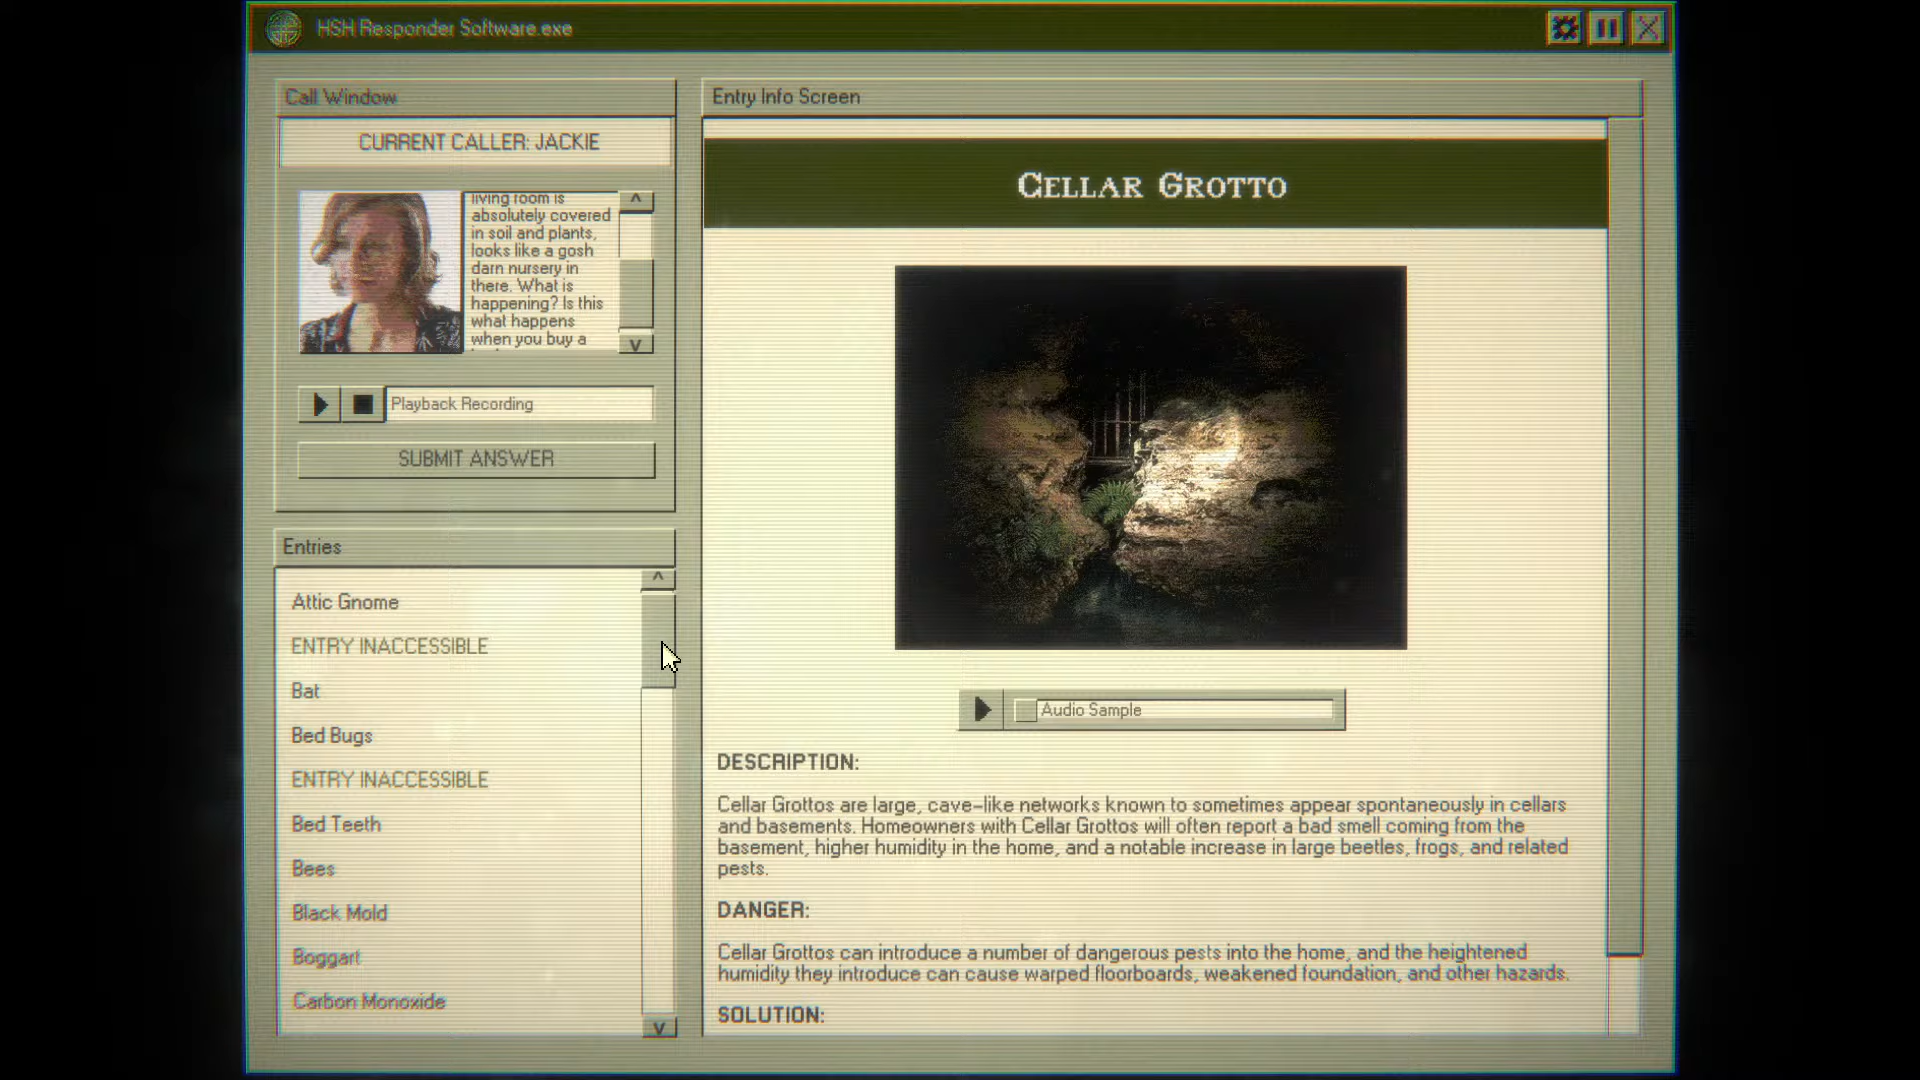 HSH Responder Software.exe
Call Window
CURRENT CALLER: JACKIE
living room is
absolutely covered
in soil and plants,
looks like a gosh
darn nursery in
there. What is
happening? Is this
what happens
when you buy a
Playback Recording
SUBMIT ANSWER
Entries
Attic Gnome
ENTRY INACCESSIBLE
Bat
Bed Bugs
ENTRY INACCESSIBLE
Bed Teeth
Bees
Black Mold
Boggart
Carbon Monoxide
Entry Info Screen
CELLAR GROTTO
Audio Sample
DESCRIPTION:
Cellar Grottos are large, cave-like networks known to sometimes appear spontaneously in cellars
and basements. Homeowners with Cellar Grottos will often report a bad smell coming from the
basement, higher humidity in the home, and a notable increase in large beetles, frogs, and related
pests.
DANGER:
Cellar Grottos can introduce a number of dangerous pests into the home, and the heightened
humidity they introduce can cause warped floorboards, weakened foundation, and other hazards.
SOLUTION: